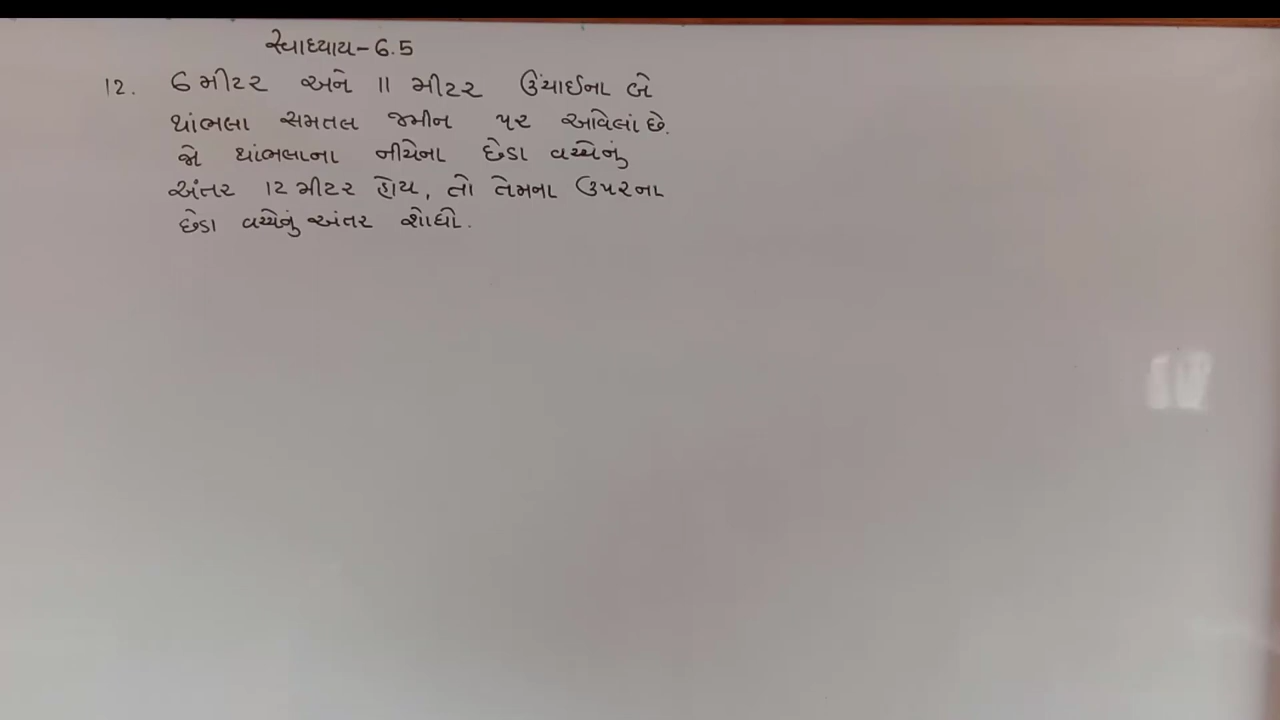 સ્વાધ્યાય-6.5
12. 6 મીટર અને 11 મીટર ઉંચાઈના બે
થાંભલા સમતલ જમીન પર આવેલાં છે.
જો થાંભલાના નીચેના છેડા વચ્ચેનું
અંતર 12 મીટર હોય, તો તેમના ઉપરના
છેડા વચ્ચેનું અંતર શોધો.